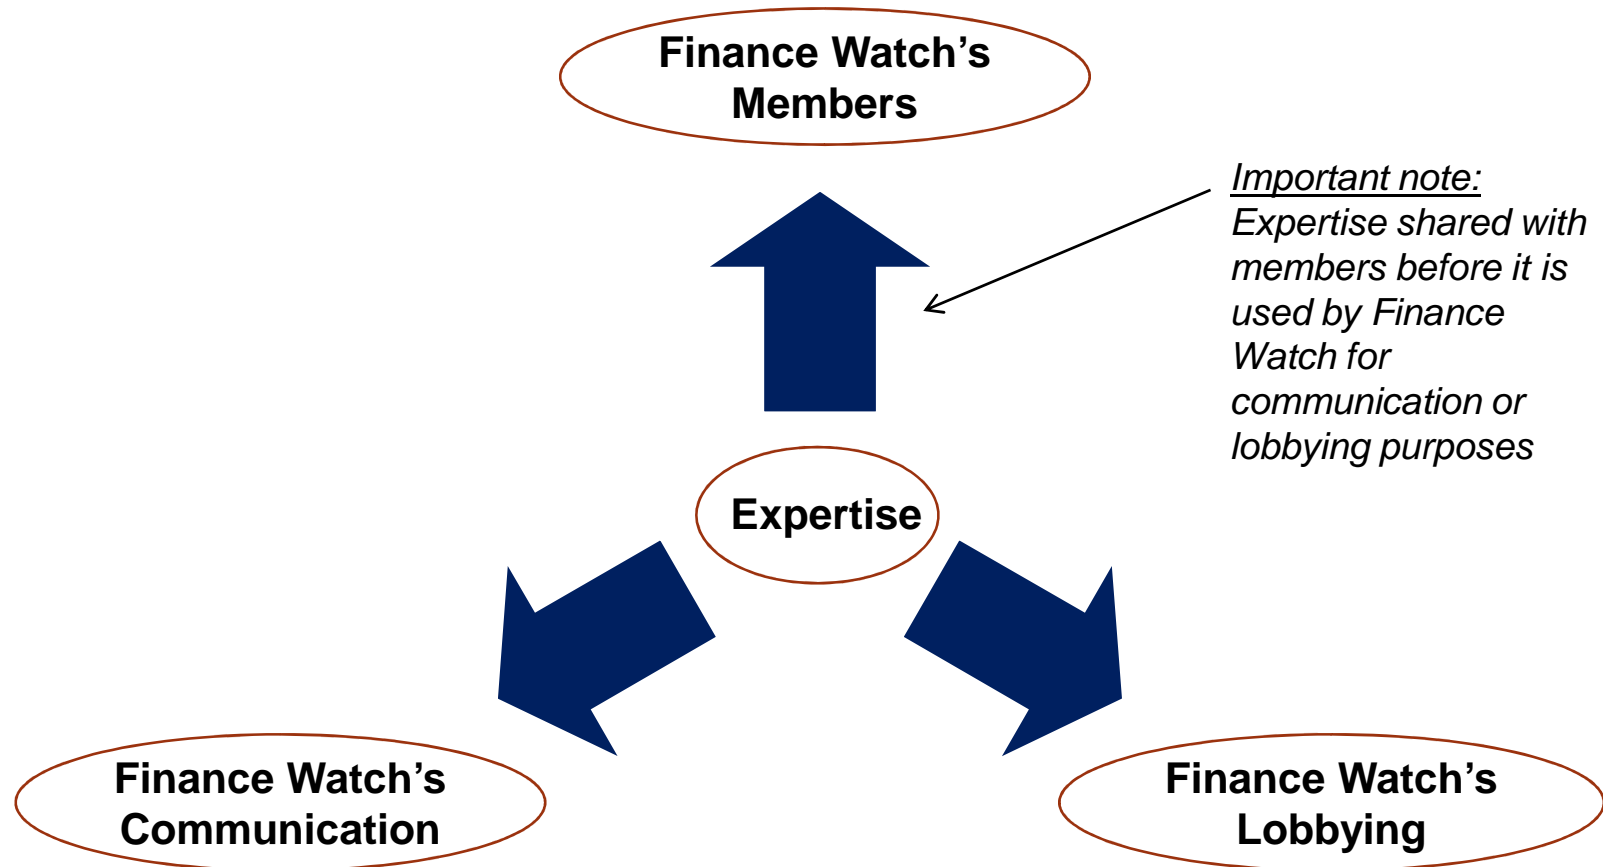 Finance Watch’s
Members
Important note:
Expertise shared with
members before it is
used by Finance
Watch for
communication or
lobbying purposes
Expertise
Finance Watch’s
Communication
Finance Watch’s
Lobbying